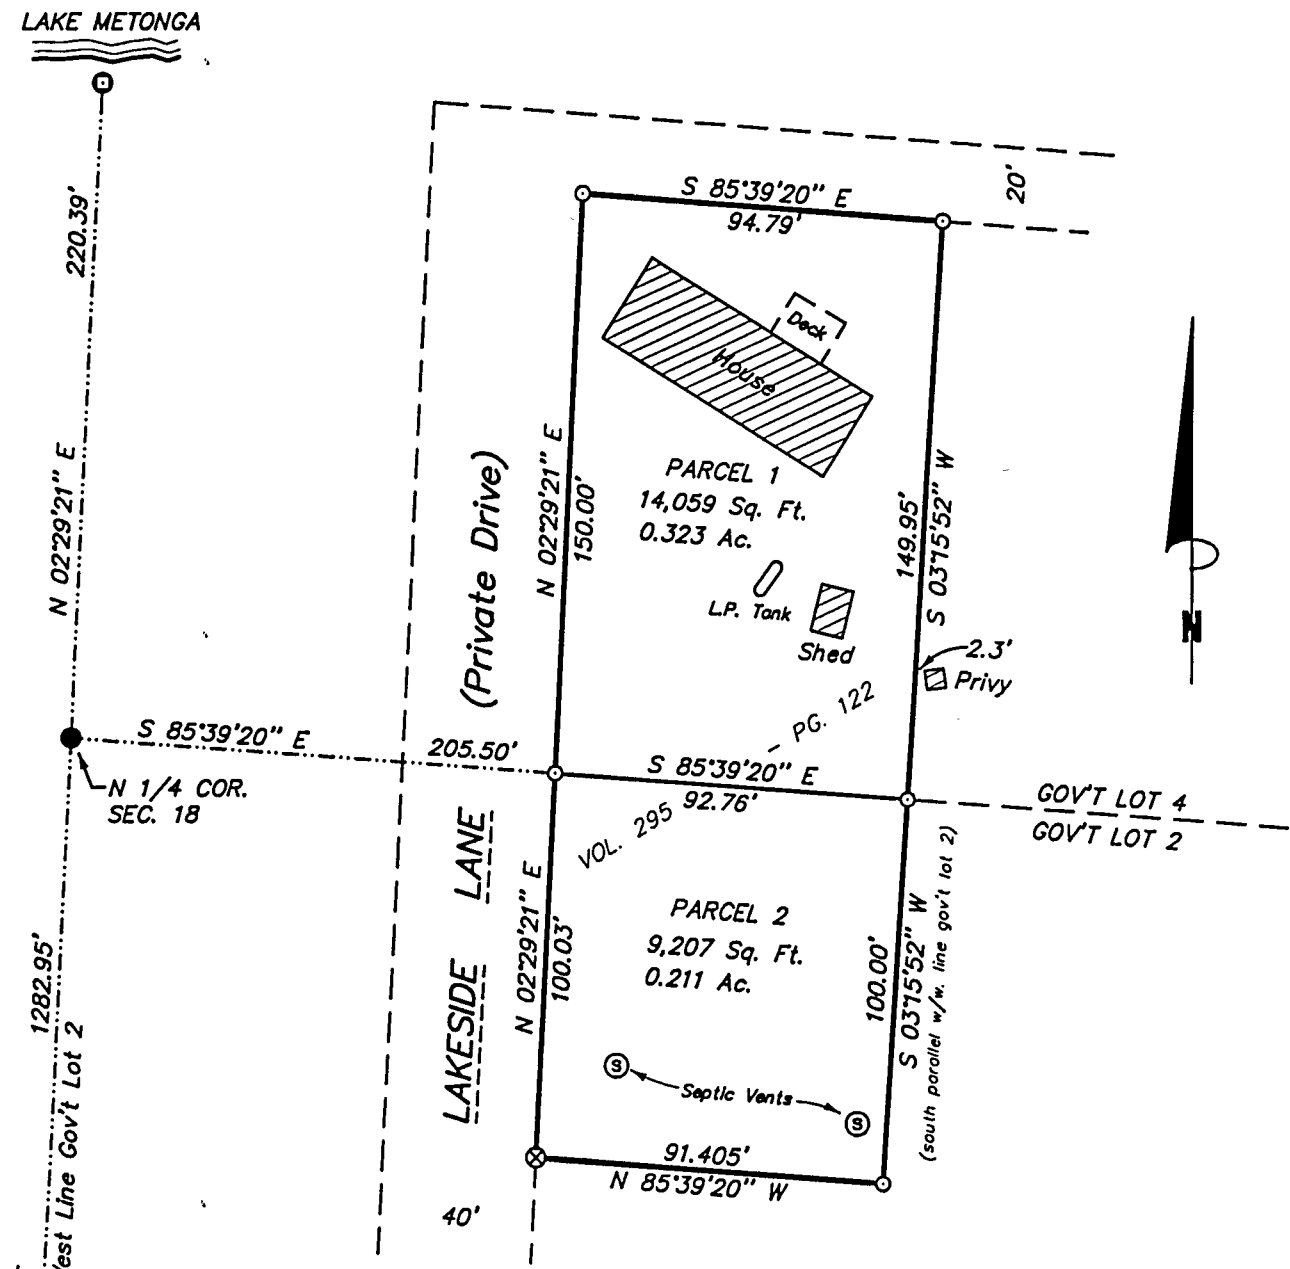 LAKE METONGA
220.39'
N 02°29'21" E
S 85°39'20" E
94.79'
20'
Deck
House
N 02°29'21" E
150.00'
PARCEL 1
14,059 Sq. Ft.
0.323 Ac.
149.95'
S 03°15'52" W
(Private Drive)
L.P. Tank
Shed
2.3'
Privy
N
S 85°39'20" E
205.50'
N 1/4 COR.
SEC. 18
S 85°39'20" E
92.76'
VOL. 295 – PG. 122
GOV'T LOT 4
GOV'T LOT 2
LAKESIDE LANE
N 02°29'21" E
100.03'
PARCEL 2
9,207 Sq. Ft.
0.211 Ac.
100.00'
S 03°15'52" W
(south parallel w/w. line gov't lot 2)
1282.95'
West Line Gov't Lot 2
S
Septic Vents
S
91.405'
N 85°39'20" W
40'